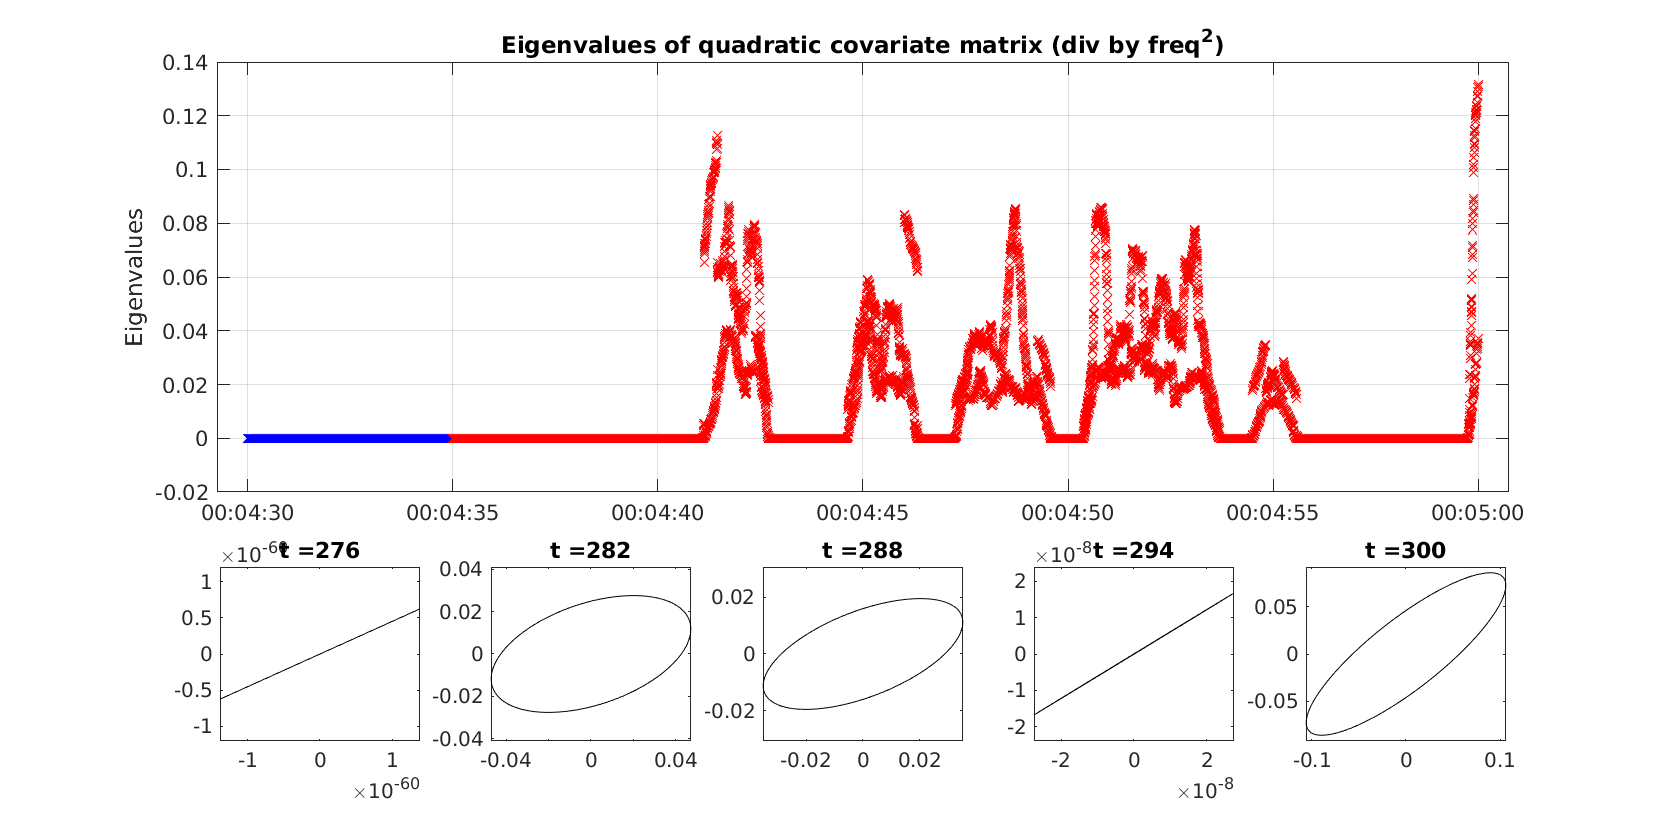 Eigenvalues of quadratic covariate matrix (div by freq²)
Eigenvalues
0.14
0.12
0.1
0.08
0.06
0.04
0.02
0
-0.02
00:04:30 00:04:35 00:04:40 00:04:45 00:04:50 00:04:55 00:05:00
×10⁻⁶⁰ t =276
1
0.5
0
-0.5
-1
-1 0 1
×10⁻⁶⁰
t =282
0.04
0.02
0
-0.02
-0.04
-0.04 0 0.04
t =288
0.02
0
-0.02
-0.02 0 0.02
×10⁻⁸ t =294
2
1
0
-1
-2
-2 0 2
×10⁻⁸
t =300
0.05
0
-0.05
-0.1 0 0.1